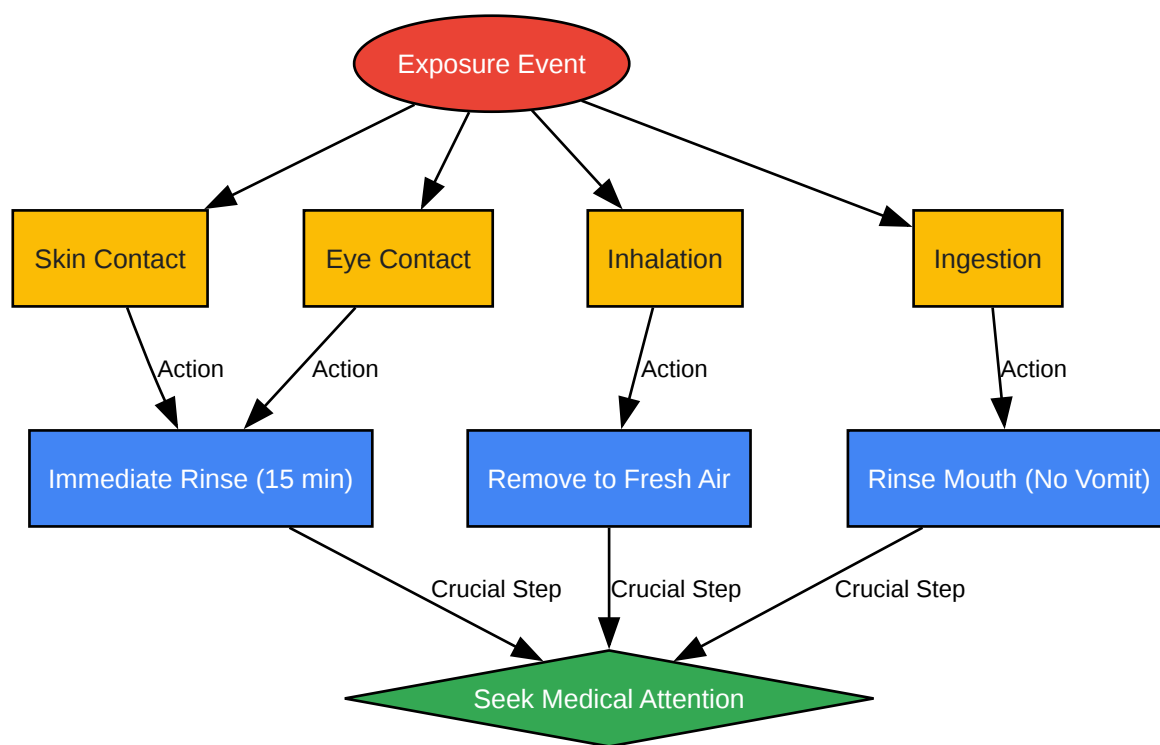 Exposure Event
Skin Contact
Eye Contact
Inhalation
Ingestion
Action
Action
Action
Action
Immediate Rinse (15 min)
Remove to Fresh Air
Rinse Mouth (No Vomit)
Crucial Step
Crucial Step
Crucial Step
Seek Medical Attention